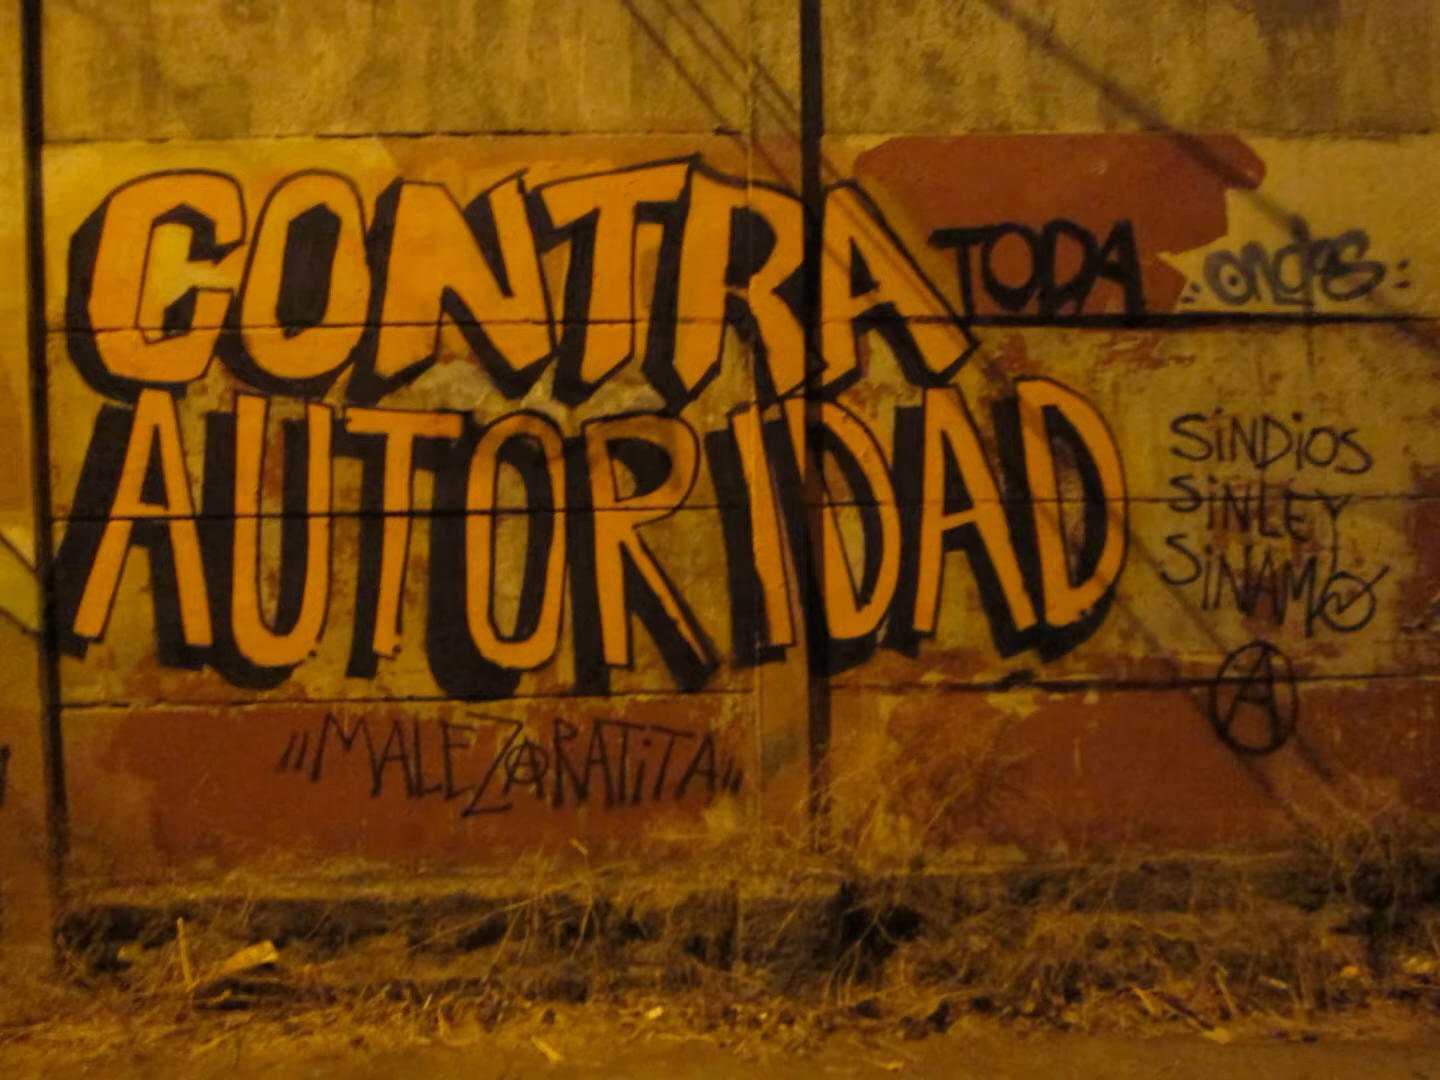 CONTRA TODA
AUTORIDAD
SiNDiOS
SiNLEY
SiNAMO
A
"MALEZARATiTA"